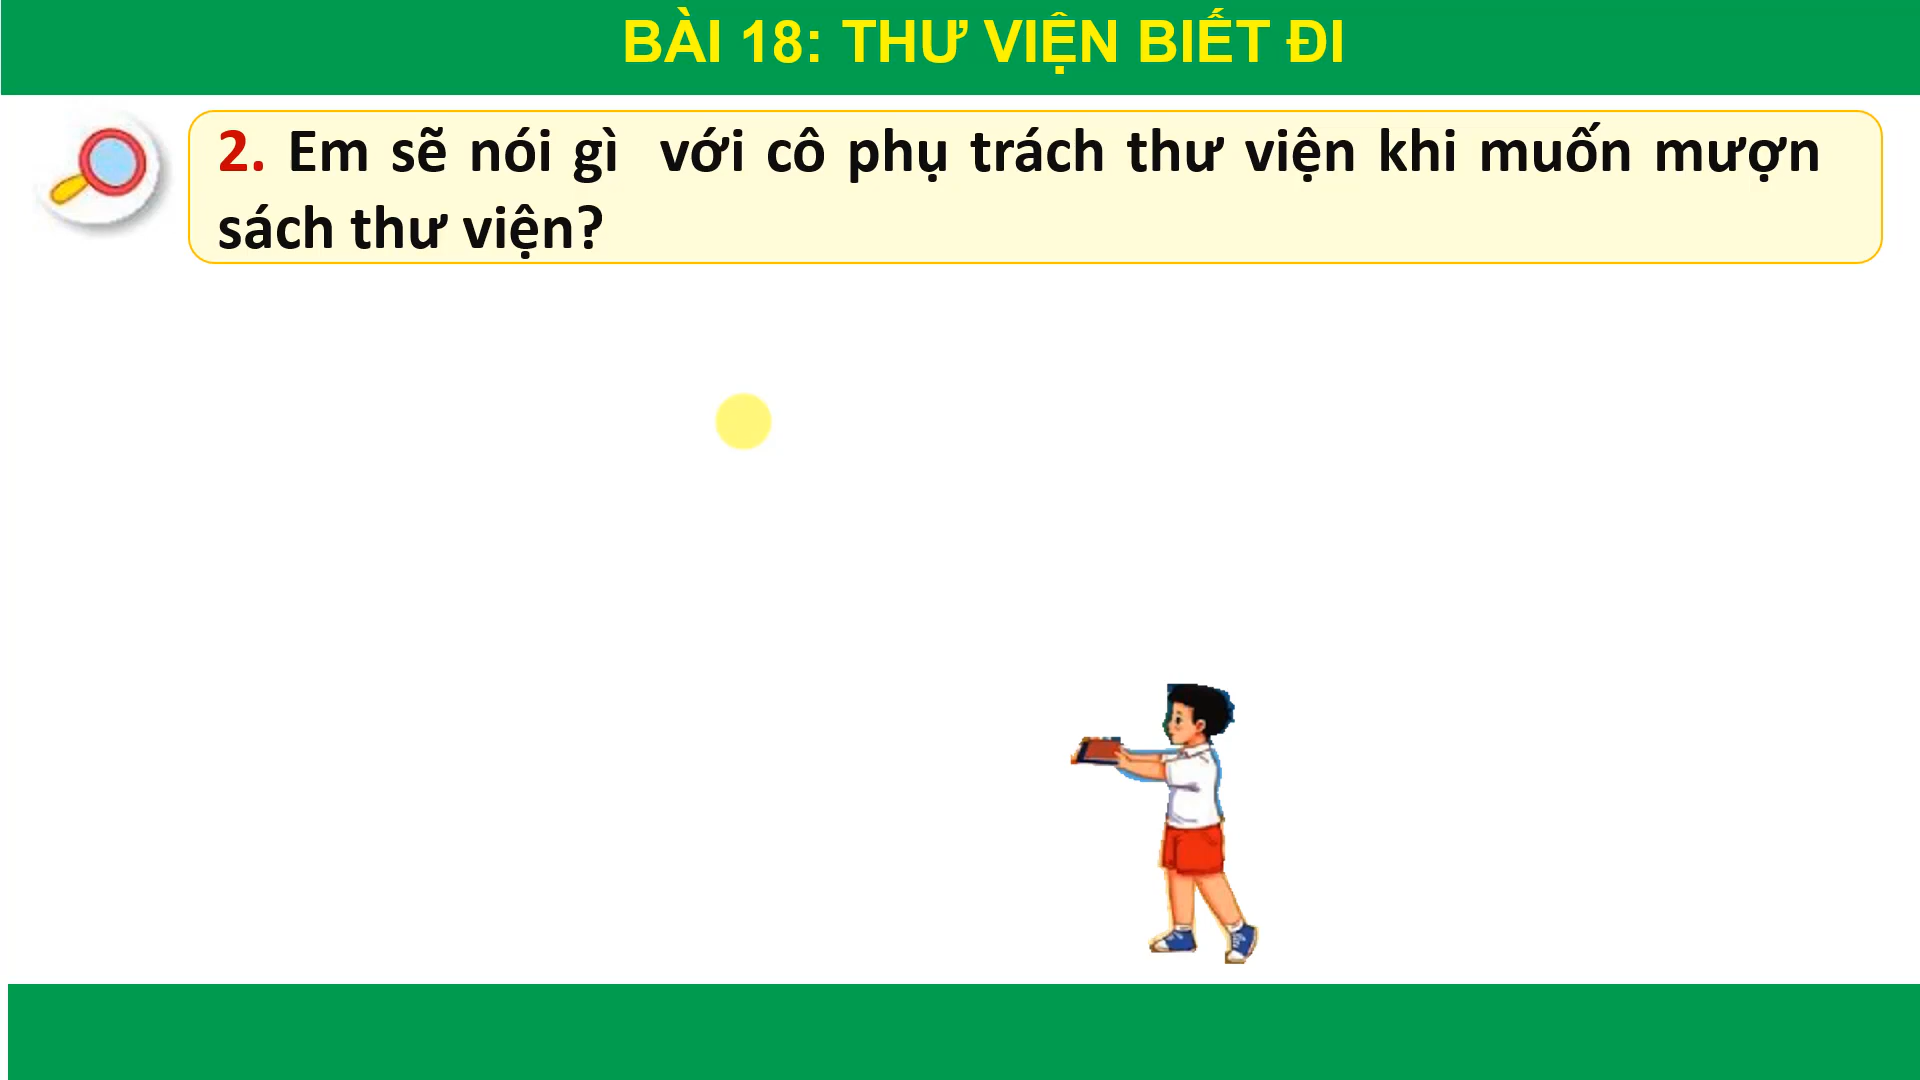 BÀI 18: THƯ VIỆN BIẾT ĐI
2. Em sẽ nói gì với cô phụ trách thư viện khi muốn mượn
sách thư viện?